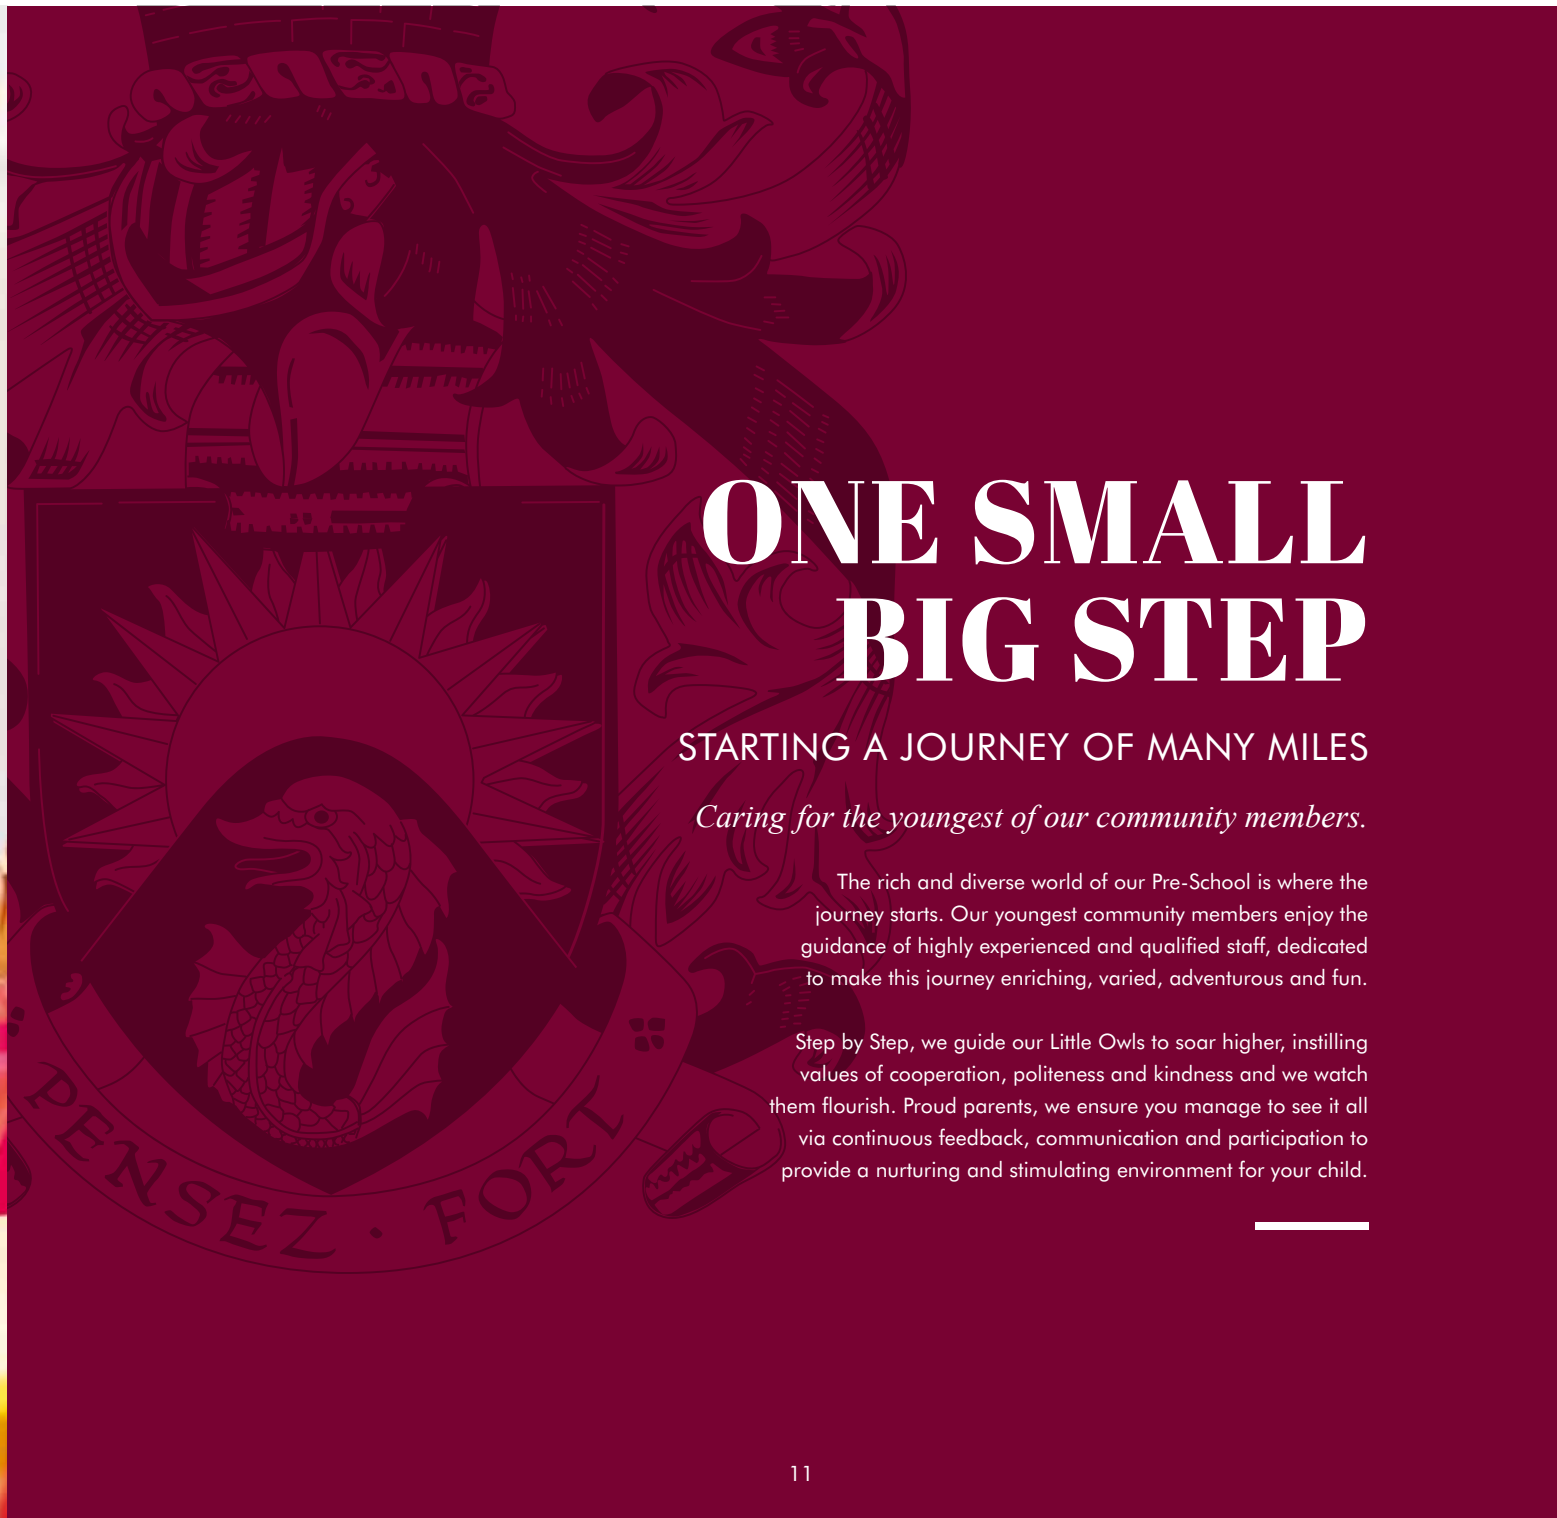 ONE SMALL
BIG STEP
STARTING A JOURNEY OF MANY MILES
Caring for the youngest of our community members.
The rich and diverse world of our Pre-School is where the
journey starts. Our youngest community members enjoy the
guidance of highly experienced and qualified staff, dedicated
to make this journey enriching, varied, adventurous and fun.
Step by Step, we guide our Little Owls to soar higher, instilling
values of cooperation, politeness and kindness and we watch
them flourish. Proud parents, we ensure you manage to see it all
via continuous feedback, communication and participation to
provide a nurturing and stimulating environment for your child.
PENSEZ · FORT
11